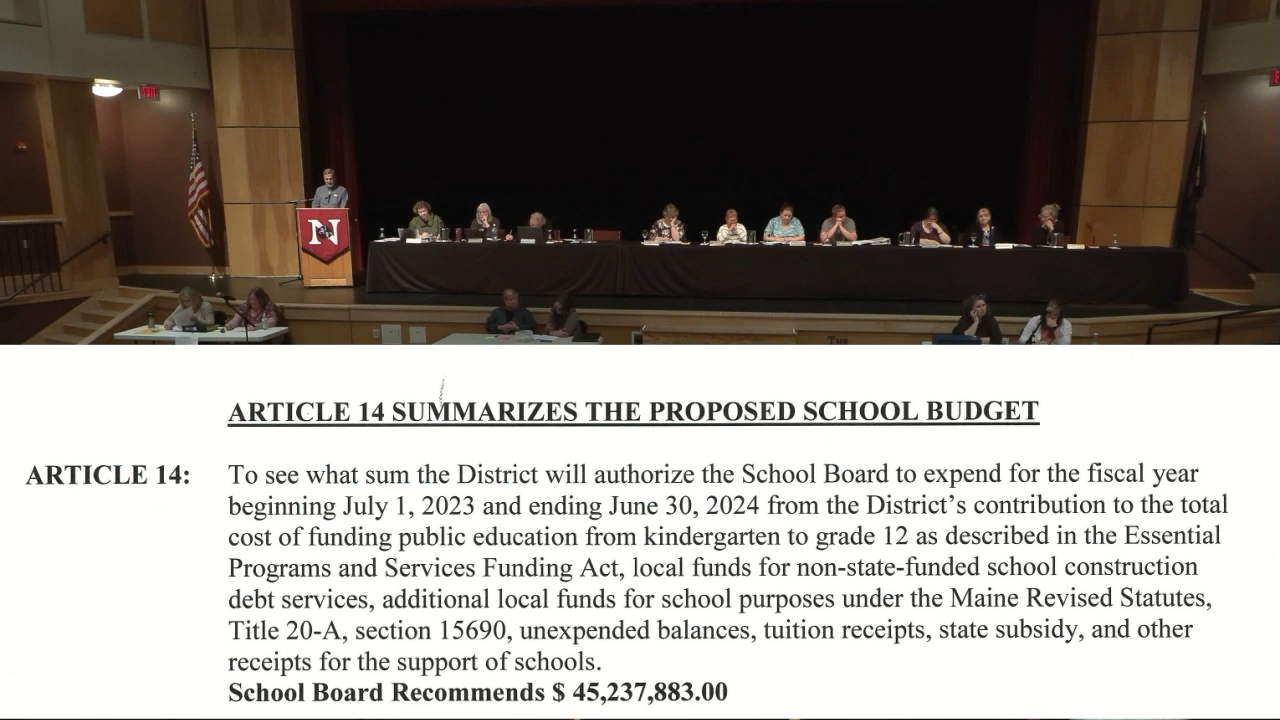 EXIT
N
ARTICLE 14 SUMMARIZES THE PROPOSED SCHOOL BUDGET
ARTICLE 14: To see what sum the District will authorize the School Board to expend for the fiscal year
beginning July 1, 2023 and ending June 30, 2024 from the District’s contribution to the total
cost of funding public education from kindergarten to grade 12 as described in the Essential
Programs and Services Funding Act, local funds for non-state-funded school construction
debt services, additional local funds for school purposes under the Maine Revised Statutes,
Title 20-A, section 15690, unexpended balances, tuition receipts, state subsidy, and other
receipts for the support of schools.
School Board Recommends $ 45,237,883.00